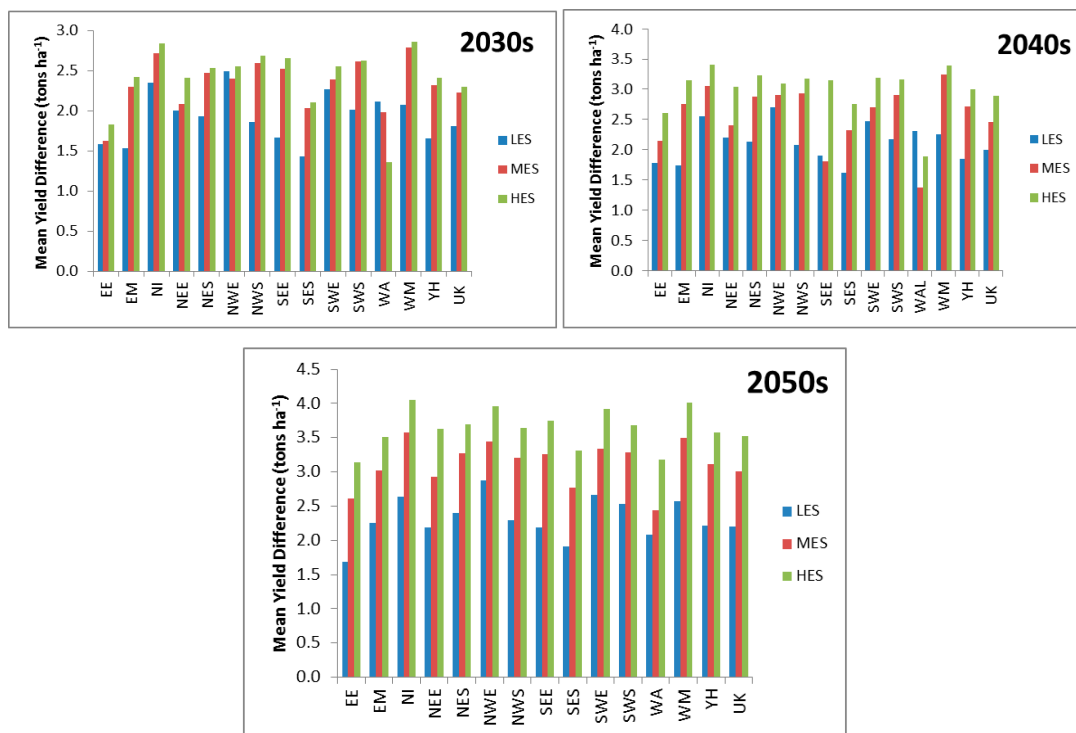 2030s
Mean Yield Difference (tons ha⁻¹)
3.0
2.5
2.0
1.5
1.0
0.5
0.0
EE EM NI NEE NES NWE NWS SEE SES SWE SWS WA WM YH UK
LES
MES
HES
2040s
Mean Yield Difference (tons ha⁻¹)
4.0
3.5
3.0
2.5
2.0
1.5
1.0
0.5
0.0
EE EM NI NEE NES NWE NWS SEE SES SWE SWS WAL WM YH UK
LES
MES
HES
2050s
Mean Yield Difference (tons ha⁻¹)
4.5
4.0
3.5
3.0
2.5
2.0
1.5
1.0
0.5
0.0
EE EM NI NEE NES NWE NWS SEE SES SWE SWS WA WM YH UK
LES
MES
HES